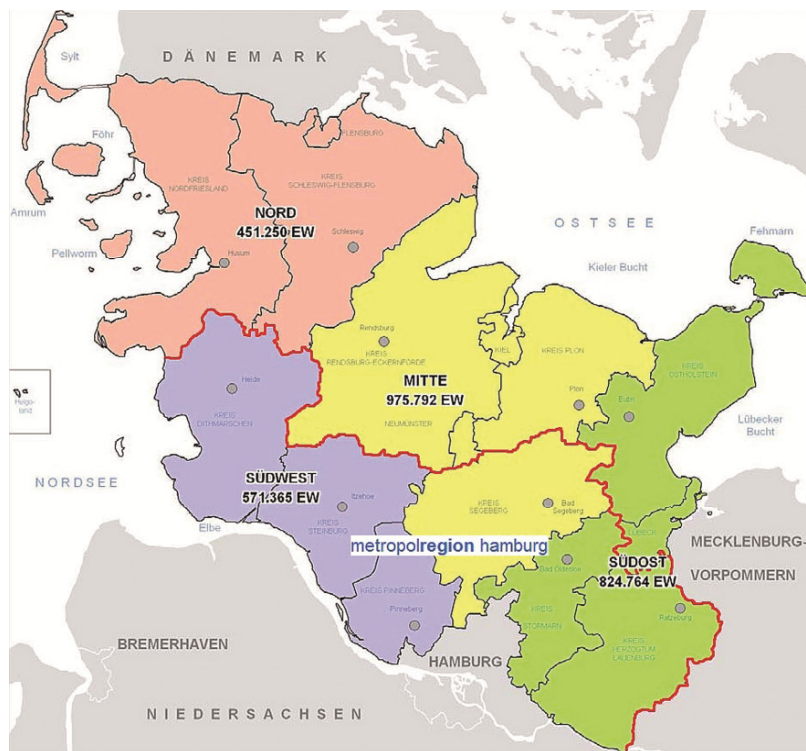 Sylt
DÄNEMARK
Föhr
FLENSBURG
KREIS
NORDFRIESLAND
KREIS
SCHLESWIG-FLENSBURG
Amrum
NORD
451.250 EW
OSTSEE
Fehmarn
Schleswig
Pellworm
Husum
Kieler Bucht
Rendsburg
KIEL
KREIS PLÖN
KREIS
RENDSBURG-ECKERNFÖRDE
KREIS
OSTHOLSTEIN
Helgo-
land
Heide
MITTE
975.792 EW
Plön
Eutin
KREIS
DITHMARSCHEN
NEUMÜNSTER
Lübecker
Bucht
NORDSEE
SÜDWEST
571.365 EW
Itzehoe
KREIS
SEGEBERG
Bad
Segeberg
Elbe
KREIS
STEINBURG
LÜBECK
MECKLENBURG-
VORPOMMERN
metropolregion hamburg
SÜDOST
824.764 EW
Bad Oldesloe
KREIS PINNEBERG
Pinneberg
KREIS
STORMARN
Ratzeburg
BREMERHAVEN
HAMBURG
KREIS
HERZOGTUM
LAUENBURG
NIEDERSACHSEN